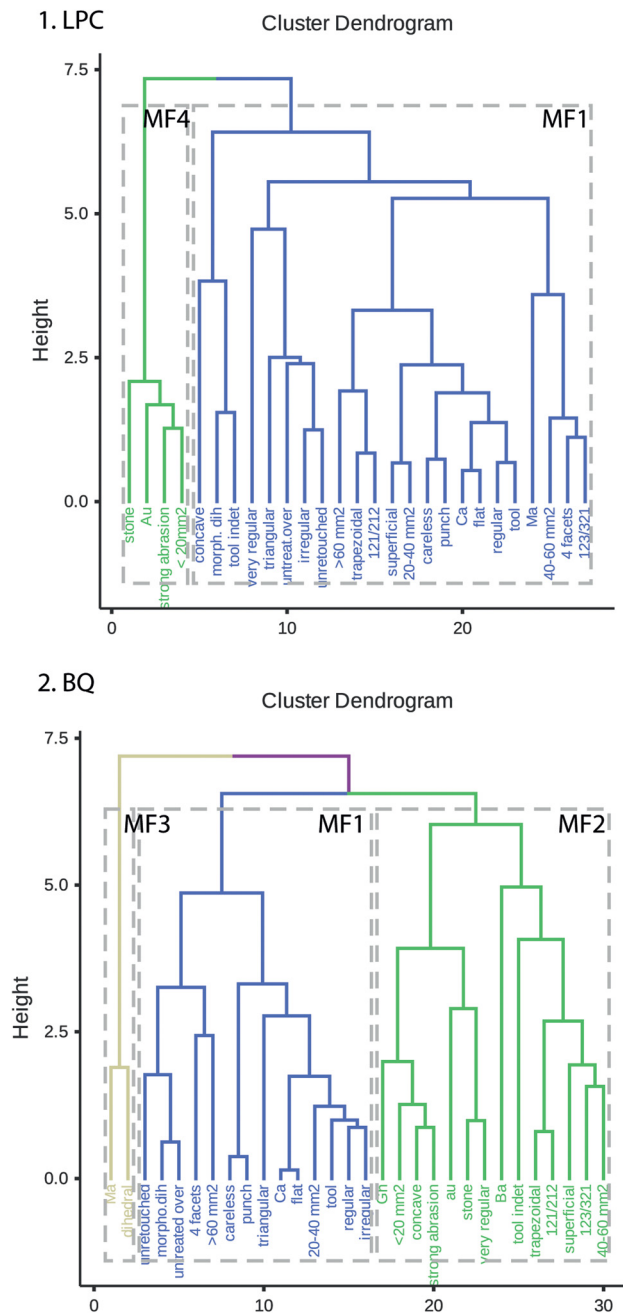 1. LPC
Cluster Dendrogram
7.5
MF4
MF1
5.0
Height
2.5
0.0
stone
Au
strong abrasion
< 20mm2
concave
morph. dih
tool indet
very regular
triangular
untreat.over
irregular
unretouched
>60 mm2
trapezoidal
121/212
superficial
20-40 mm2
careless
punch
Ca
flat
regular
tool
Ma
40-60 mm2
4 facets
123/321
0
10
20
2. BQ
Cluster Dendrogram
7.5
MF3
MF1
MF2
5.0
Height
2.5
0.0
Ma
dihedral
unretouched
morpho.dih
untreated over
4 facets
>60 mm2
careless
punch
triangular
Ca
flat
20-40 mm2
tool
regular
irregular
Gh
<20 mm2
concave
strong abrasion
au
stone
very regular
Ba
tool indet
trapezoidal
121/212
superficial
123/321
40-60 mm2
0
10
20
30